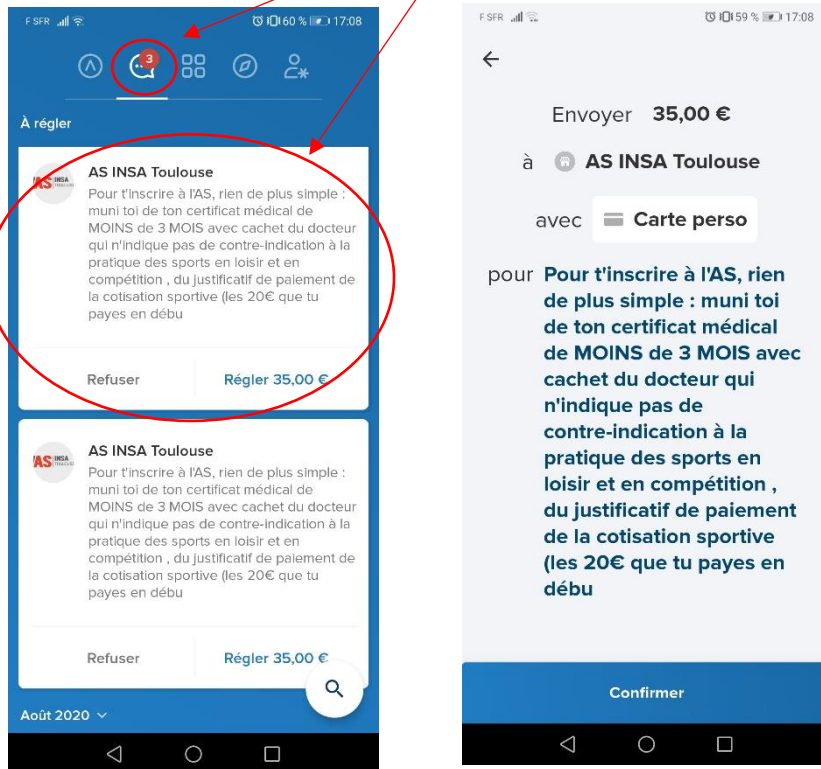 F SFR
60 % 17:08
3
À régler
AS INSA Toulouse
Pour t'inscrire à l'AS, rien de plus simple :
muni toi de ton certificat médical de
MOINS de 3 MOIS avec cachet du docteur
qui n'indique pas de contre-indication à la
pratique des sports en loisir et en
compétition , du justificatif de paiement de
la cotisation sportive (les 20€ que tu
payes en débu
Refuser
Régler 35,00 €
AS INSA Toulouse
Pour t'inscrire à l'AS, rien de plus simple :
muni toi de ton certificat médical de
MOINS de 3 MOIS avec cachet du docteur
qui n'indique pas de contre-indication à la
pratique des sports en loisir et en
compétition , du justificatif de paiement de
la cotisation sportive (les 20€ que tu
payes en débu
Refuser
Régler 35,00 €
Août 2020
F SFR
59 % 17:08
Envoyer 35,00 €
à AS INSA Toulouse
avec Carte perso
pour Pour t'inscrire à l'AS, rien
de plus simple : muni toi
de ton certificat médical
de MOINS de 3 MOIS avec
cachet du docteur qui
n'indique pas de
contre-indication à la
pratique des sports en
loisir et en compétition ,
du justificatif de paiement
de la cotisation sportive
(les 20€ que tu payes en
débu
Confirmer